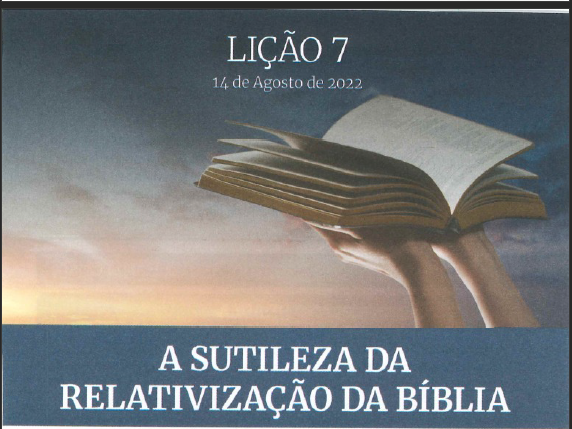 LIÇÃO 7
14 de Agosto de 2022
A SUTILEZA DA
RELATIVIZAÇÃO DA BÍBLIA